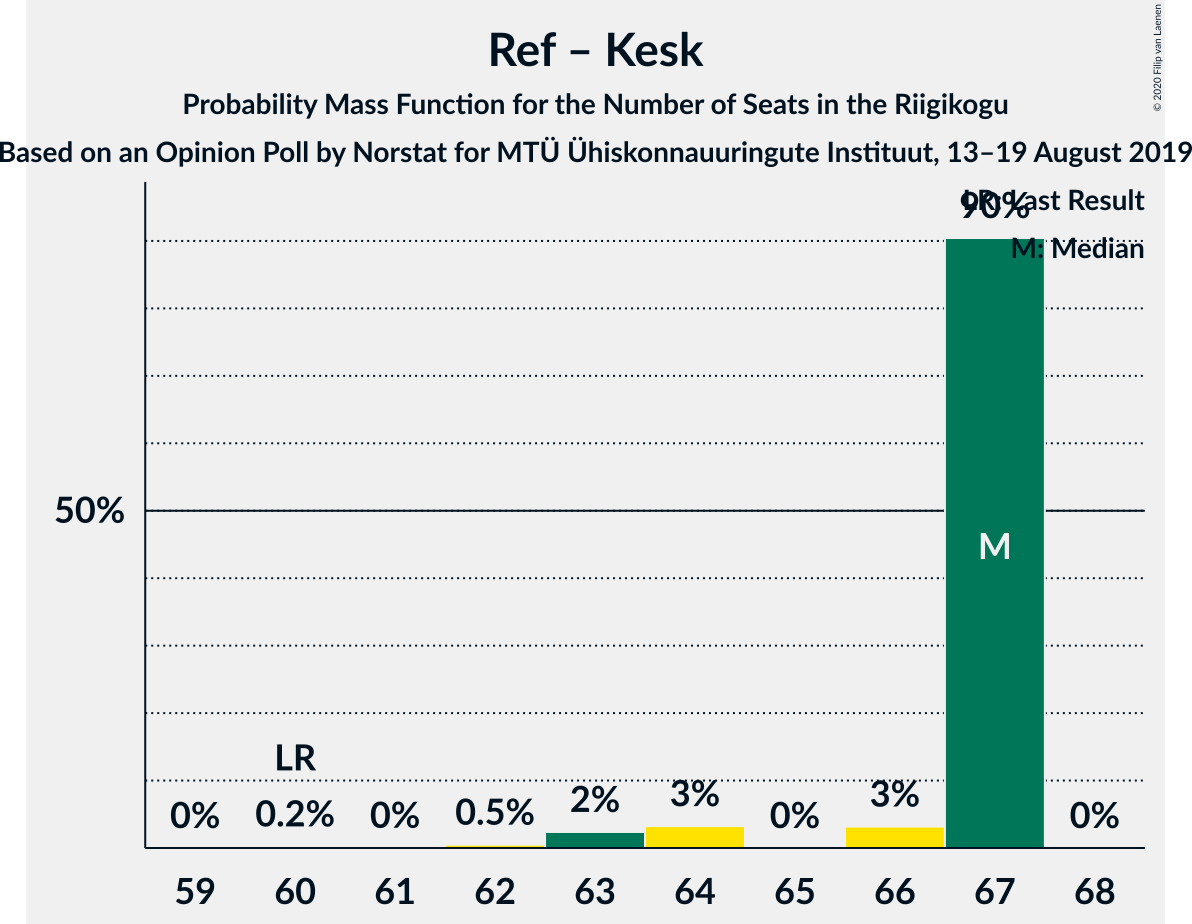 Ref – Kesk
Probability Mass Function for the Number of Seats in the Riigikogu
Based on an Opinion Poll by Norstat for MTÜ Ühiskonnauuringute Instituut, 13–19 August 2019
© 2020 Filip van Laenen
LR: Last Result
M: Median
90%
50%
M
LR
0% 0.2% 0% 0.5% 2% 3% 0% 3% 0%
59 60 61 62 63 64 65 66 67 68